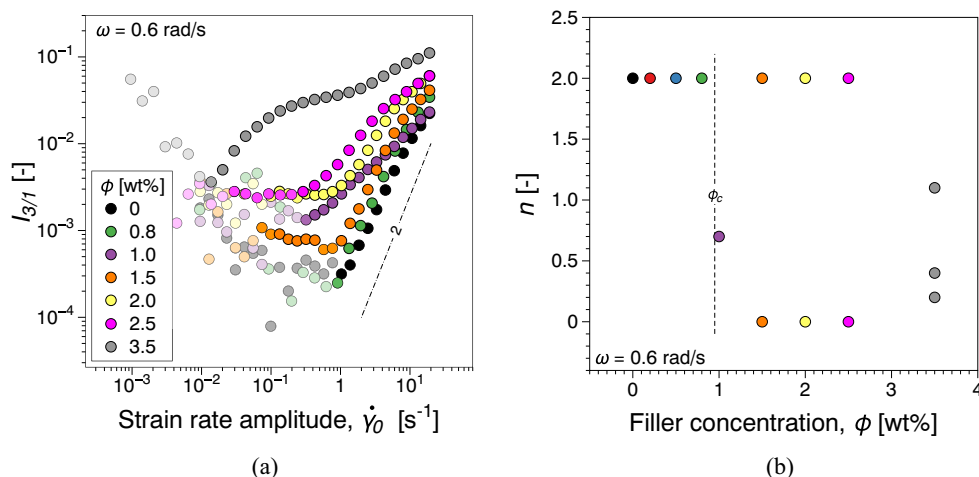 ω = 0.6 rad/s
10⁻¹
10⁻²
10⁻³
10⁻⁴
I3/1 [-]
ϕ [wt%]
0
0.8
1.0
1.5
2.0
2.5
3.5
2
10⁻³
10⁻²
10⁻¹
1
10
Strain rate amplitude, γ̇0 [s⁻¹]
(a)
2.5
2.0
1.5
1.0
0.5
0
n [-]
ϕc
ω = 0.6 rad/s
0
1
2
3
4
Filler concentration, ϕ [wt%]
(b)